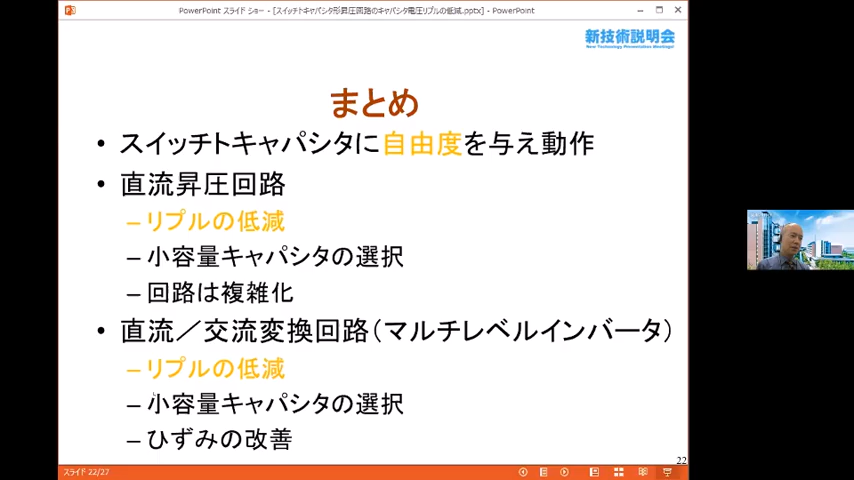 PowerPoint スライド ショー - [スイッチトキャパシタ形昇圧回路のキャパシタ電圧リプルの低減.pptx] - PowerPoint
新技術説明会
New Technology Presentation Meetings!
まとめ
• スイッチトキャパシタに自由度を与え動作
• 直流昇圧回路
–リプルの低減
–小容量キャパシタの選択
–回路は複雑化
• 直流／交流変換回路(マルチレベルインバータ)
–リプルの低減
–小容量キャパシタの選択
–ひずみの改善
22
スライド 22/27